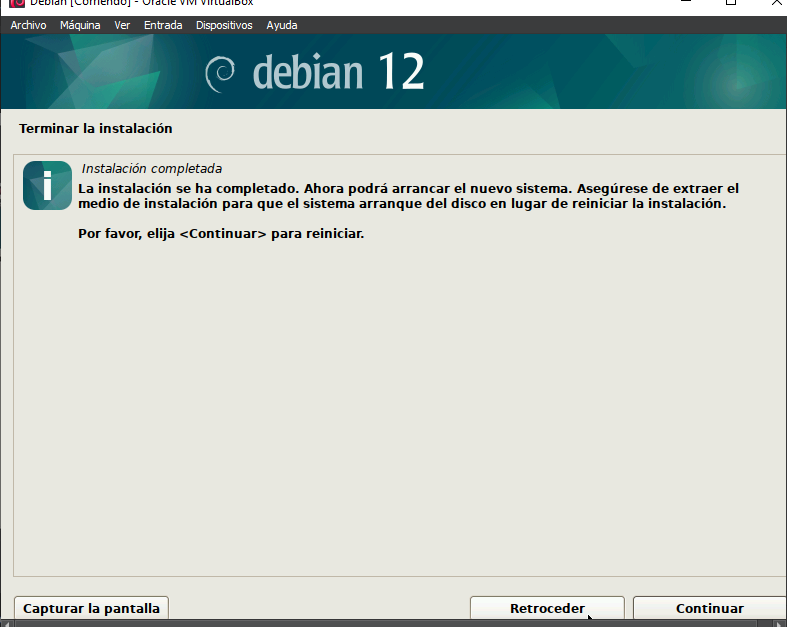 Debian [Corriendo] - Oracle VM VirtualBox
Archivo Máquina Ver Entrada Dispositivos Ayuda
debian 12
Terminar la instalación
Instalación completada
La instalación se ha completado. Ahora podrá arrancar el nuevo sistema. Asegúrese de extraer el
medio de instalación para que el sistema arranque del disco en lugar de reiniciar la instalación.
Por favor, elija <Continuar> para reiniciar.
Capturar la pantalla Retroceder Continuar